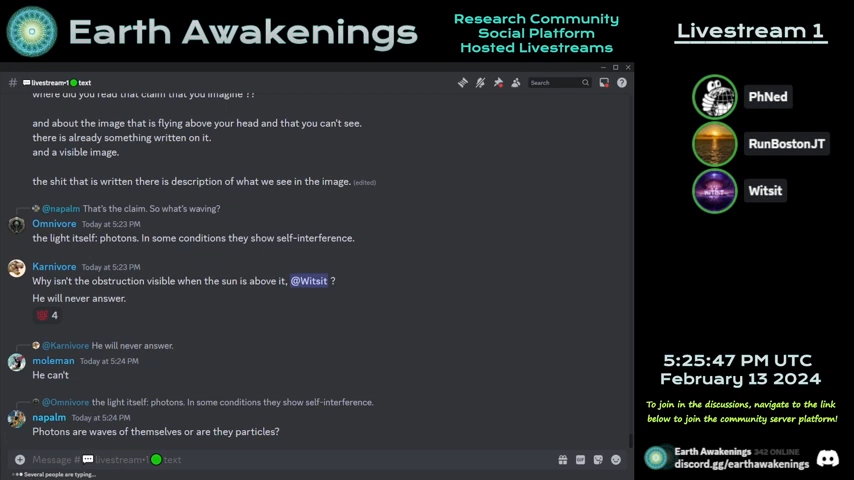 Earth Awakenings
Research Community
Social Platform
Hosted Livestreams
Livestream 1
# livestream•1 text
Search
where did you read that claim that you imagine ??
and about the image that is flying above your head and that you can't see.
there is already something written on it.
and a visible image.
the shit that is written there is description of what we see in the image. (edited)
@napalm That's the claim. So what's waving?
Omnivore Today at 5:23 PM
the light itself: photons. In some conditions they show self-interference.
Karnivore Today at 5:23 PM
Why isn't the obstruction visible when the sun is above it, @Witsit ?
He will never answer.
4
@Karnivore He will never answer.
moleman Today at 5:24 PM
He can't
@Omnivore the light itself: photons. In some conditions they show self-interference.
napalm Today at 5:24 PM
Photons are waves of themselves or are they particles?
Message # livestream•1 text
GIF
Several people are typing...
PhNed
RunBostonJT
Witsit
5:25:47 PM UTC
February 13 2024
To join in the discussions, navigate to the link
below to join the community server platform!
Earth Awakenings 342 ONLINE
discord.gg/earthawakenings